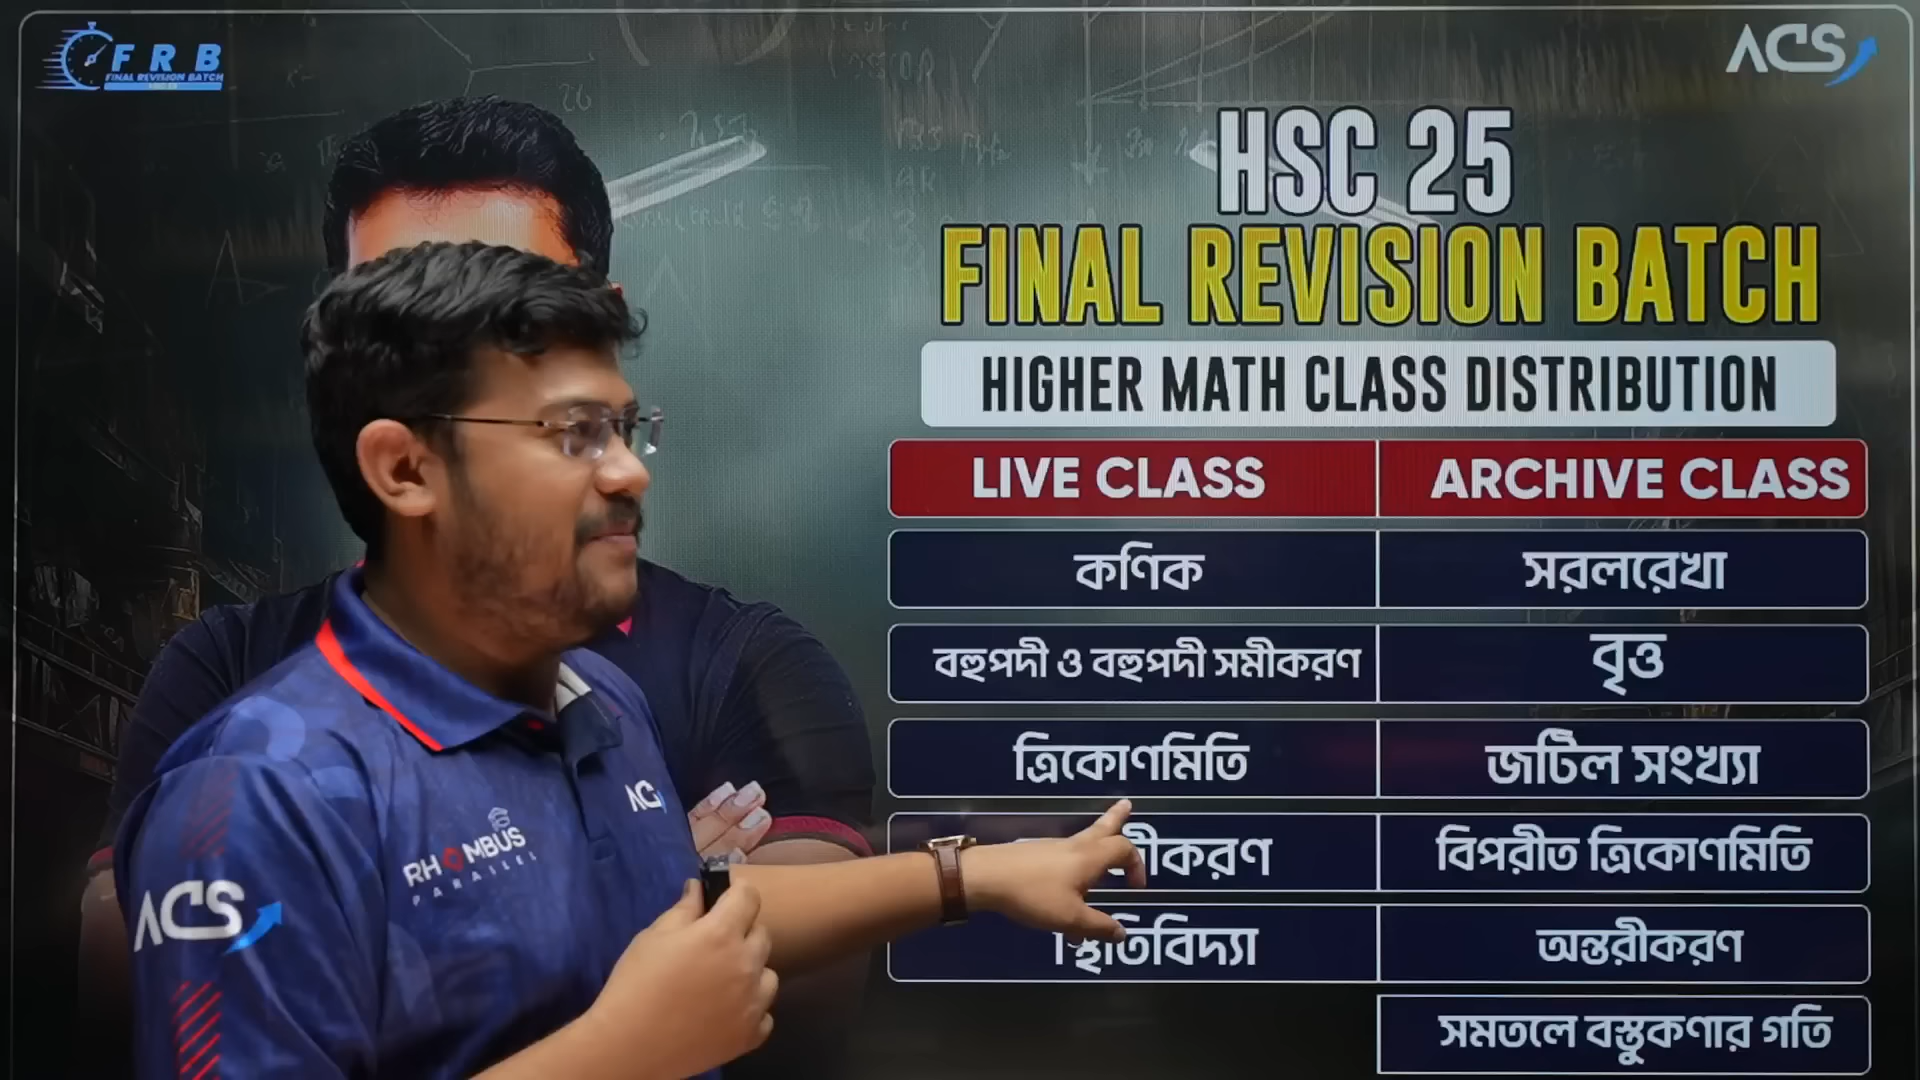 FRB
FINAL REVISION BATCH
ACS
HSC 25
FINAL REVISION BATCH
HIGHER MATH CLASS DISTRIBUTION
LIVE CLASS ARCHIVE CLASS
কণিক সরলরেখা
বহুপদী ও বহুপদী সমীকরণ বৃত্ত
ত্রিকোণমিতি জটিল সংখ্যা
বিপরীত ত্রিকোণমিতি
স্থিতিবিদ্যা অন্তরীকরণ
সমতলে বস্তুকণার গতি
ACS
RHOMBUS
PARALLEL
ACS